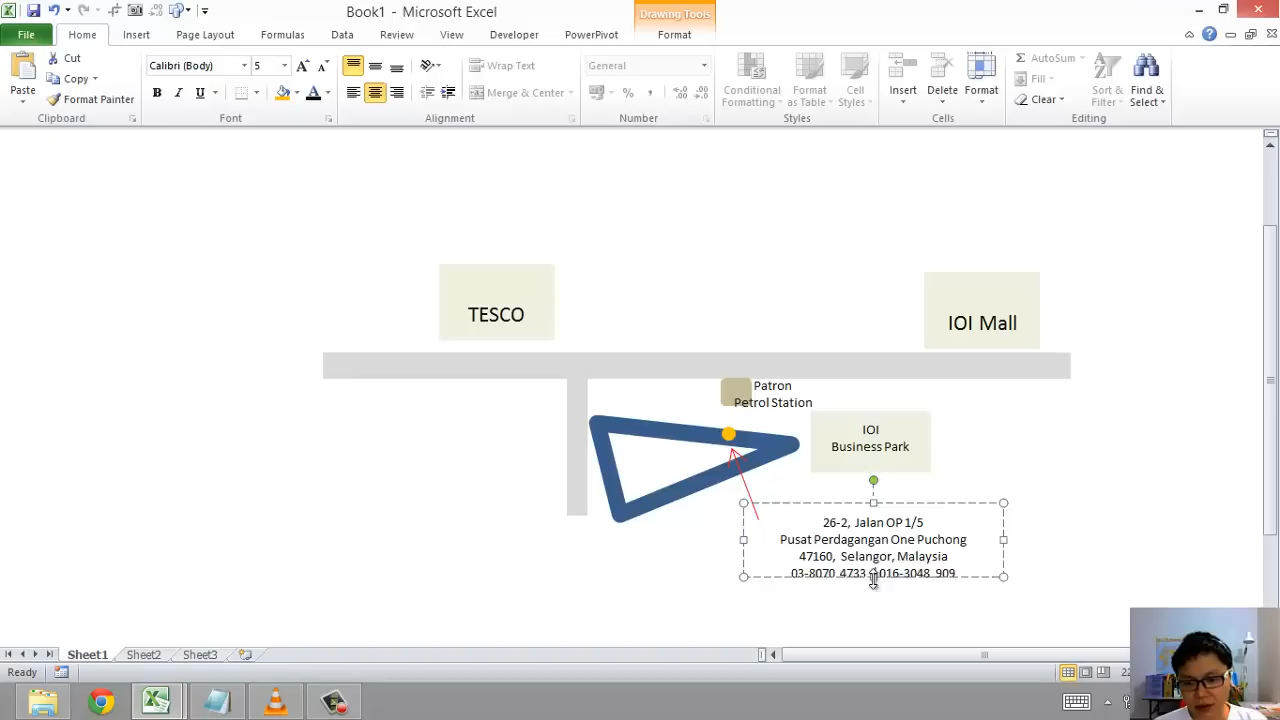 Book1 - Microsoft Excel
Drawing Tools
File Home Insert Page Layout Formulas Data Review View Developer PowerPivot Format
Cut
Copy
Format Painter
Paste
Clipboard
Calibri (Body) 5
B I U
Font
Wrap Text
Merge & Center
Alignment
General
Number
Conditional Formatting
Format as Table
Cell Styles
Styles
Insert Delete Format
Cells
AutoSum
Fill
Clear
Sort & Filter
Find & Select
Editing
TESCO
IOI Mall
Patron
Petrol Station
IOI
Business Park
26-2, Jalan OP 1/5
Pusat Perdagangan One Puchong
47160, Selangor, Malaysia
Sheet1 Sheet2 Sheet3
Ready